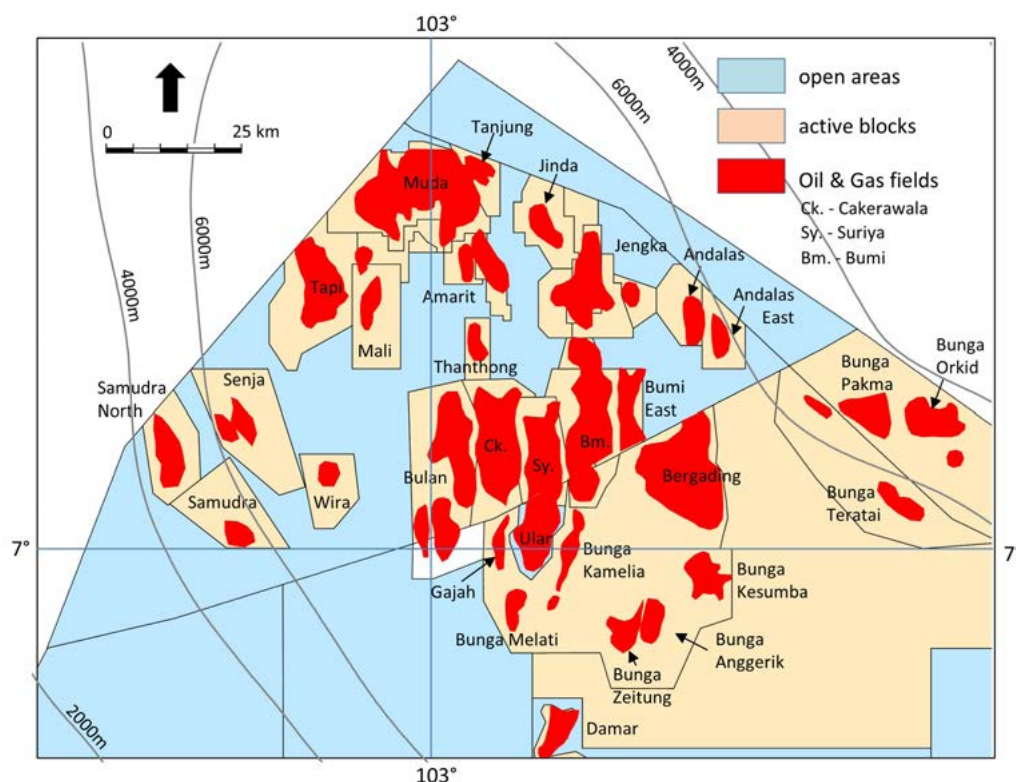 103°
4000m
6000m
0
25 km
open areas
active blocks
Oil & Gas fields
Ck. - Cakerawala
Sy. - Suriya
Bm. - Bumi
Tanjung
Jinda
Muda
Jengka
Andalas
Andalas
East
Tapi
Amarit
Mali
Thanthong
6000m
4000m
Samudra
North
Senja
Bunga
Pakma
Bunga
Orkid
Bumi
East
Ck.
Bm.
Sy.
Bulan
Bergading
Samudra
Wira
Bunga
Teratai
7°
Ular
7°
Bunga
Kamelia
Gajah
Bunga
Kesumba
Bunga Melati
Bunga
Anggerik
Bunga
Zeitung
2000m
Damar
103°